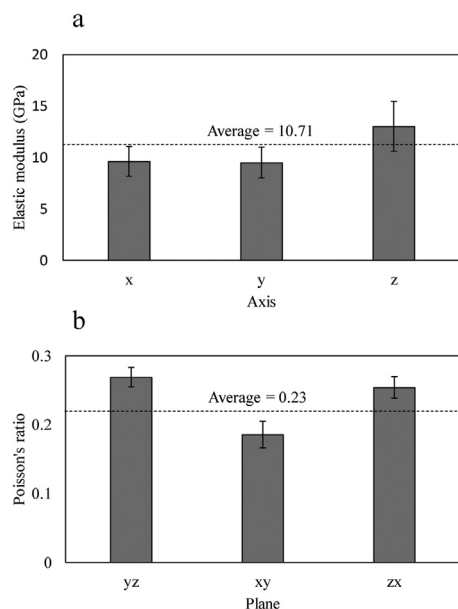 a
20
15
10
5
0
Elastic modulus (GPa)
Average = 10.71
x y z
Axis
b
0.3
0.2
0.1
0
Poisson's ratio
Average = 0.23
yz xy zx
Plane